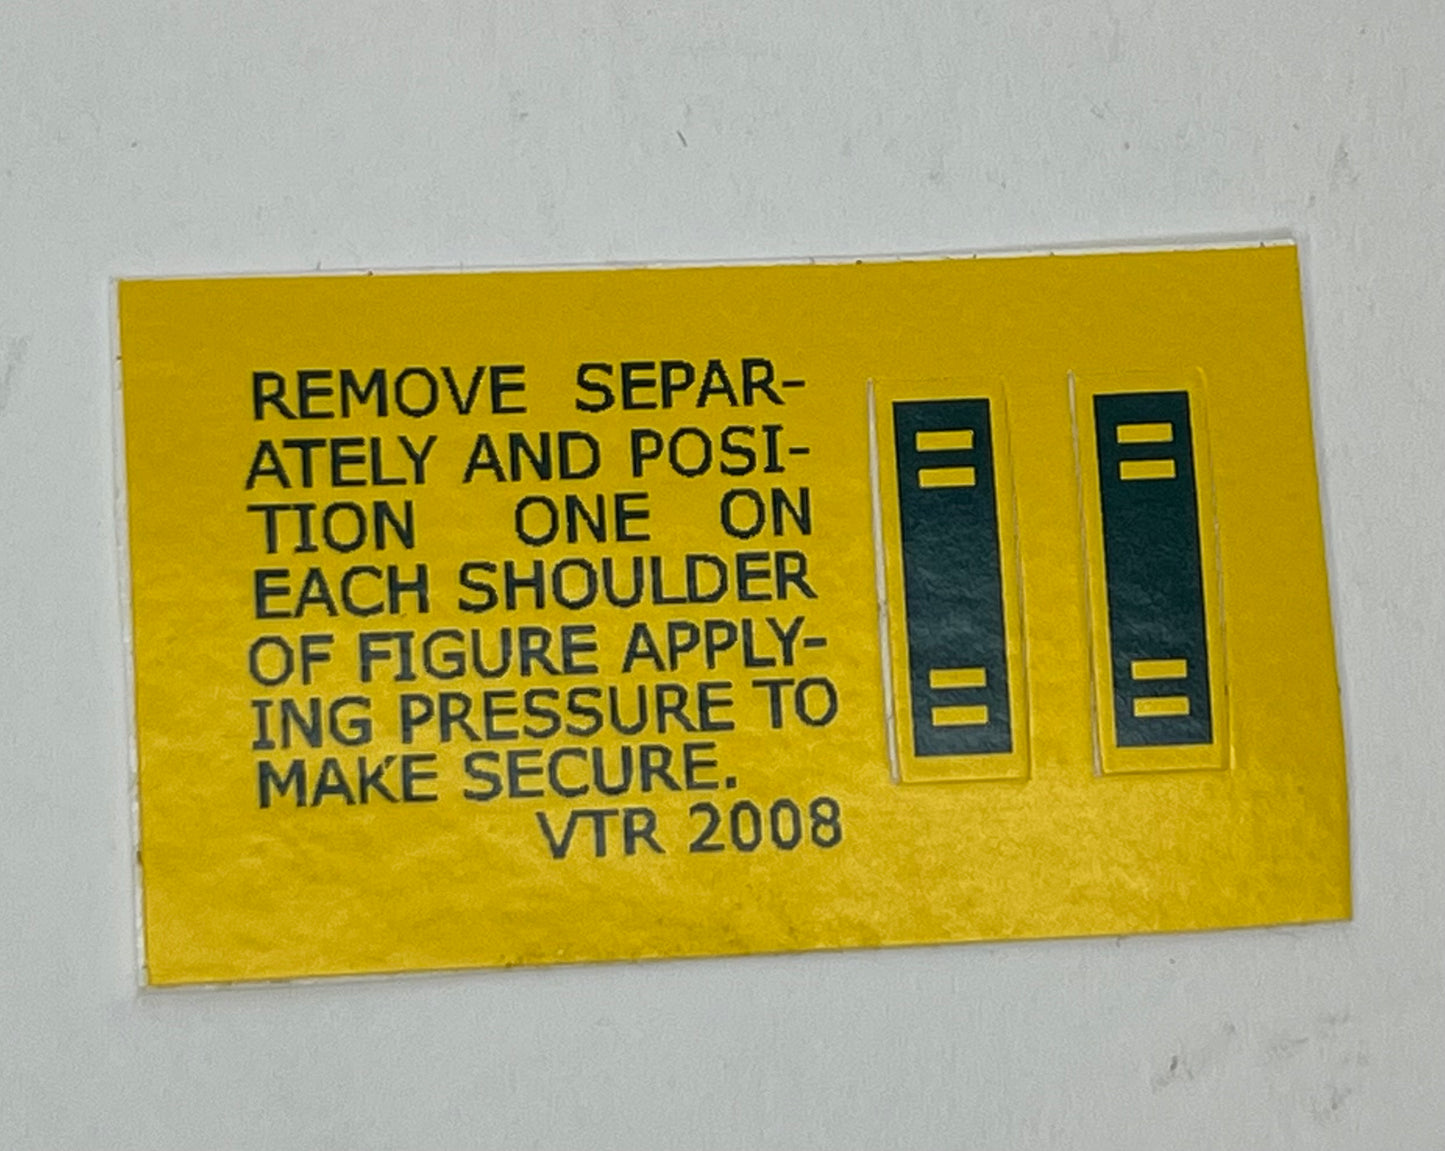 REMOVE SEPAR-
ATELY AND POSI-
TION ONE ON
EACH SHOULDER
OF FIGURE APPLY-
ING PRESSURE TO
MAKE SECURE.
VTR 2008